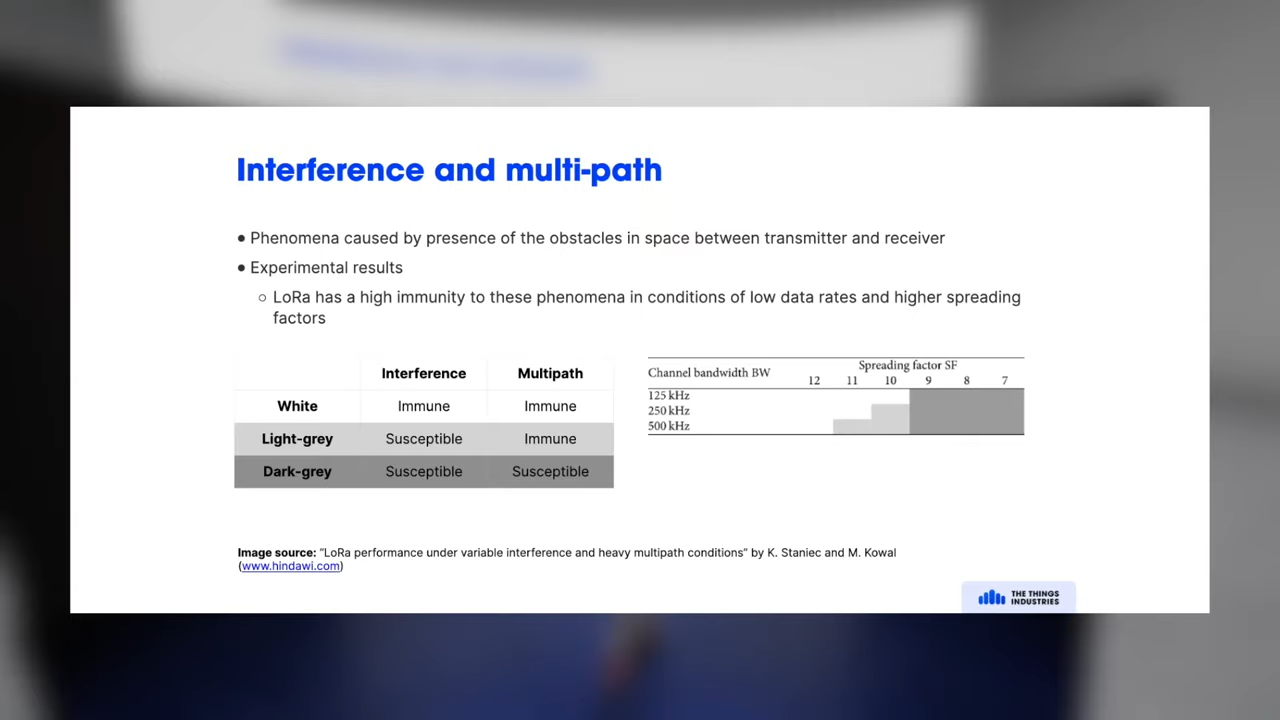 Interference and multi-path
● Phenomena caused by presence of the obstacles in space between transmitter and receiver
● Experimental results
○ LoRa has a high immunity to these phenomena in conditions of low data rates and higher spreading
factors
Interference Multipath
White Immune Immune
Light-grey Susceptible Immune
Dark-grey Susceptible Susceptible
Channel bandwidth BW Spreading factor SF
12 11 10 9 8 7
125 kHz
250 kHz
500 kHz
Image source: “LoRa performance under variable interference and heavy multipath conditions” by K. Staniec and M. Kowal
(www.hindawi.com)
THE THINGS
INDUSTRIES